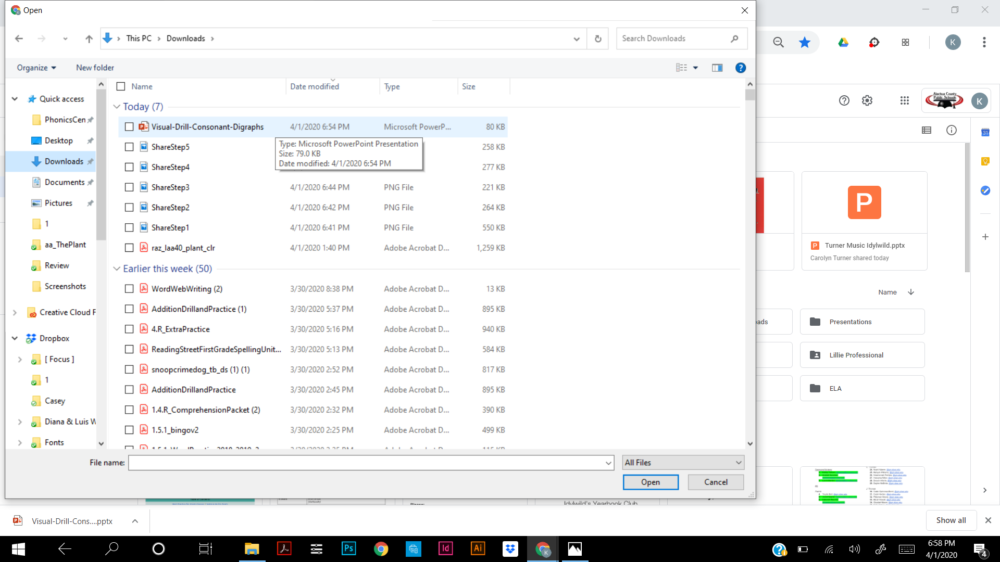 Open
This PC > Downloads >
Search Downloads
K
Organize
New folder
Name
Date modified
Type
Size
Quick access
PhonicsCen
Desktop
Downloads
Documents
Pictures
1
aa_ThePlant
Review
Screenshots
Creative Cloud F
Dropbox
[ Focus ]
1
Casey
Diana & Luis W
Fonts
Today (7)
Visual-Drill-Consonant-Digraphs 4/1/2020 6:54 PM Microsoft PowerP... 80 KB
Type: Microsoft PowerPoint Presentation
Size: 79.0 KB
Date modified: 4/1/2020 6:54 PM
ShareStep5 258 KB
ShareStep4 277 KB
ShareStep3 4/1/2020 6:44 PM PNG File 221 KB
ShareStep2 4/1/2020 6:42 PM PNG File 264 KB
ShareStep1 4/1/2020 6:41 PM PNG File 550 KB
raz_laa40_plant_clr 4/1/2020 1:40 PM Adobe Acrobat D... 1,259 KB
Earlier this week (50)
WordWebWriting (2) 3/30/2020 8:38 PM Adobe Acrobat D... 13 KB
AdditionDrillandPractice (1) 3/30/2020 5:37 PM Adobe Acrobat D... 895 KB
4.R_ExtraPractice 3/30/2020 5:16 PM Adobe Acrobat D... 940 KB
ReadingStreetFirstGradeSpellingUnit... 3/30/2020 5:13 PM Adobe Acrobat D... 584 KB
snoopcrimedog_tb_ds (1) (1) 3/30/2020 2:52 PM Adobe Acrobat D... 817 KB
AdditionDrillandPractice 3/30/2020 2:45 PM Adobe Acrobat D... 895 KB
1.4.R_ComprehensionPacket (2) 3/30/2020 2:32 PM Adobe Acrobat D... 390 KB
1.5.1_bingov2 3/30/2020 2:25 PM Adobe Acrobat D... 499 KB
File name:
All Files
Open
Cancel
Alachua County
Public Schools
K
31
P
P Turner Music Idylwild.pptx
Carolyn Turner shared today
Name
oads
Presentations
Lillie Professional
ELA
Idylwild's Yearbook Club
Visual-Drill-Cons....pptx
Show all
Ps
Id
Ai
K
6:58 PM
4/1/2020
4